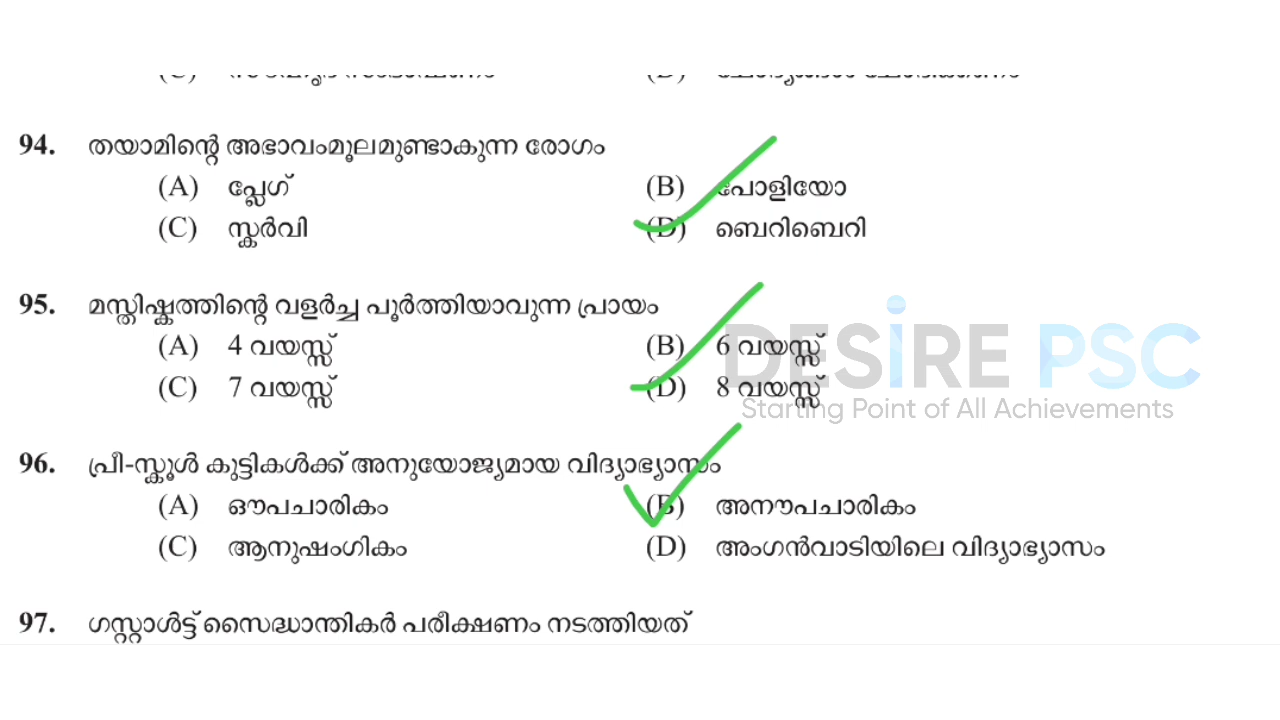 94. തയാമിന്റെ അഭാവംമൂലമുണ്ടാകുന്ന രോഗം
(A) പ്ലേഗ് (B) പോളിയോ
(C) സ്കർവി (D) ബെറിബെറി
95. മസ്തിഷ്കത്തിന്റെ വളർച്ച പൂർത്തിയാവുന്ന പ്രായം
(A) 4 വയസ്സ് (B) 6 വയസ്സ്
(C) 7 വയസ്സ് (D) 8 വയസ്സ്
DESiRE PSC
Starting Point of All Achievements
96. പ്രീ-സ്കൂൾ കുട്ടികൾക്ക് അനുയോജ്യമായ വിദ്യാഭ്യാസം
(A) ഔപചാരികം (B) അനൗപചാരികം
(C) ആനുഷംഗികം (D) അംഗൻവാടിയിലെ വിദ്യാഭ്യാസം
97. ഗസ്റ്റാൾട്ട് സൈദ്ധാന്തികർ പരീക്ഷണം നടത്തിയത്